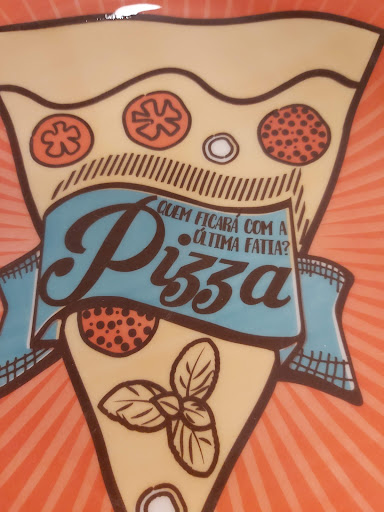 QUEM FICARÁ COM A
ÚLTIMA FATIA?
Pizza